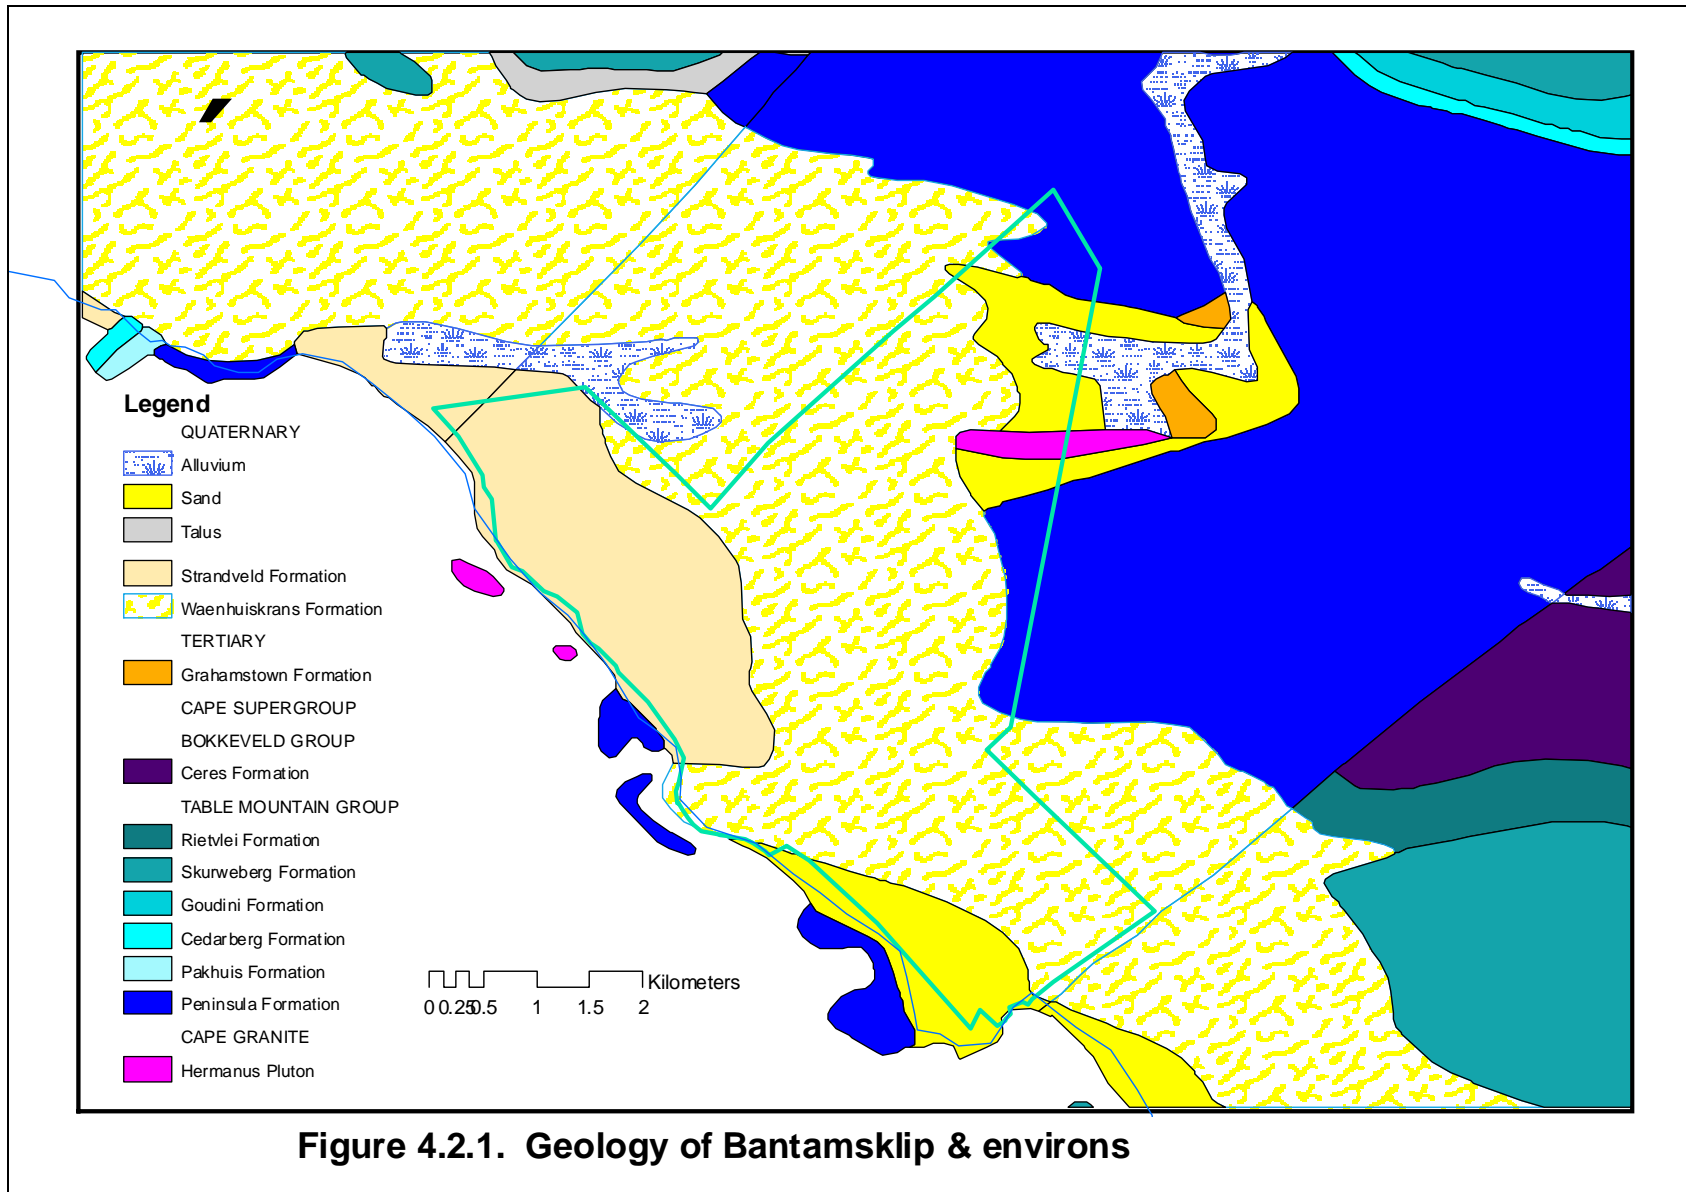 Legend
QUATERNARY
Alluvium
Sand
Talus
Strandveld Formation
Waenhuiskrans Formation
TERTIARY
Grahamstown Formation
CAPE SUPERGROUP
BOKKEVELD GROUP
Ceres Formation
TABLE MOUNTAIN GROUP
Rietvlei Formation
Skurweberg Formation
Goudini Formation
Cedarberg Formation
Pakhuis Formation
Peninsula Formation
CAPE GRANITE
Hermanus Pluton
Kilometers
0 0.25 0.5 1 1.5 2
Figure 4.2.1. Geology of Bantamsklip & environs